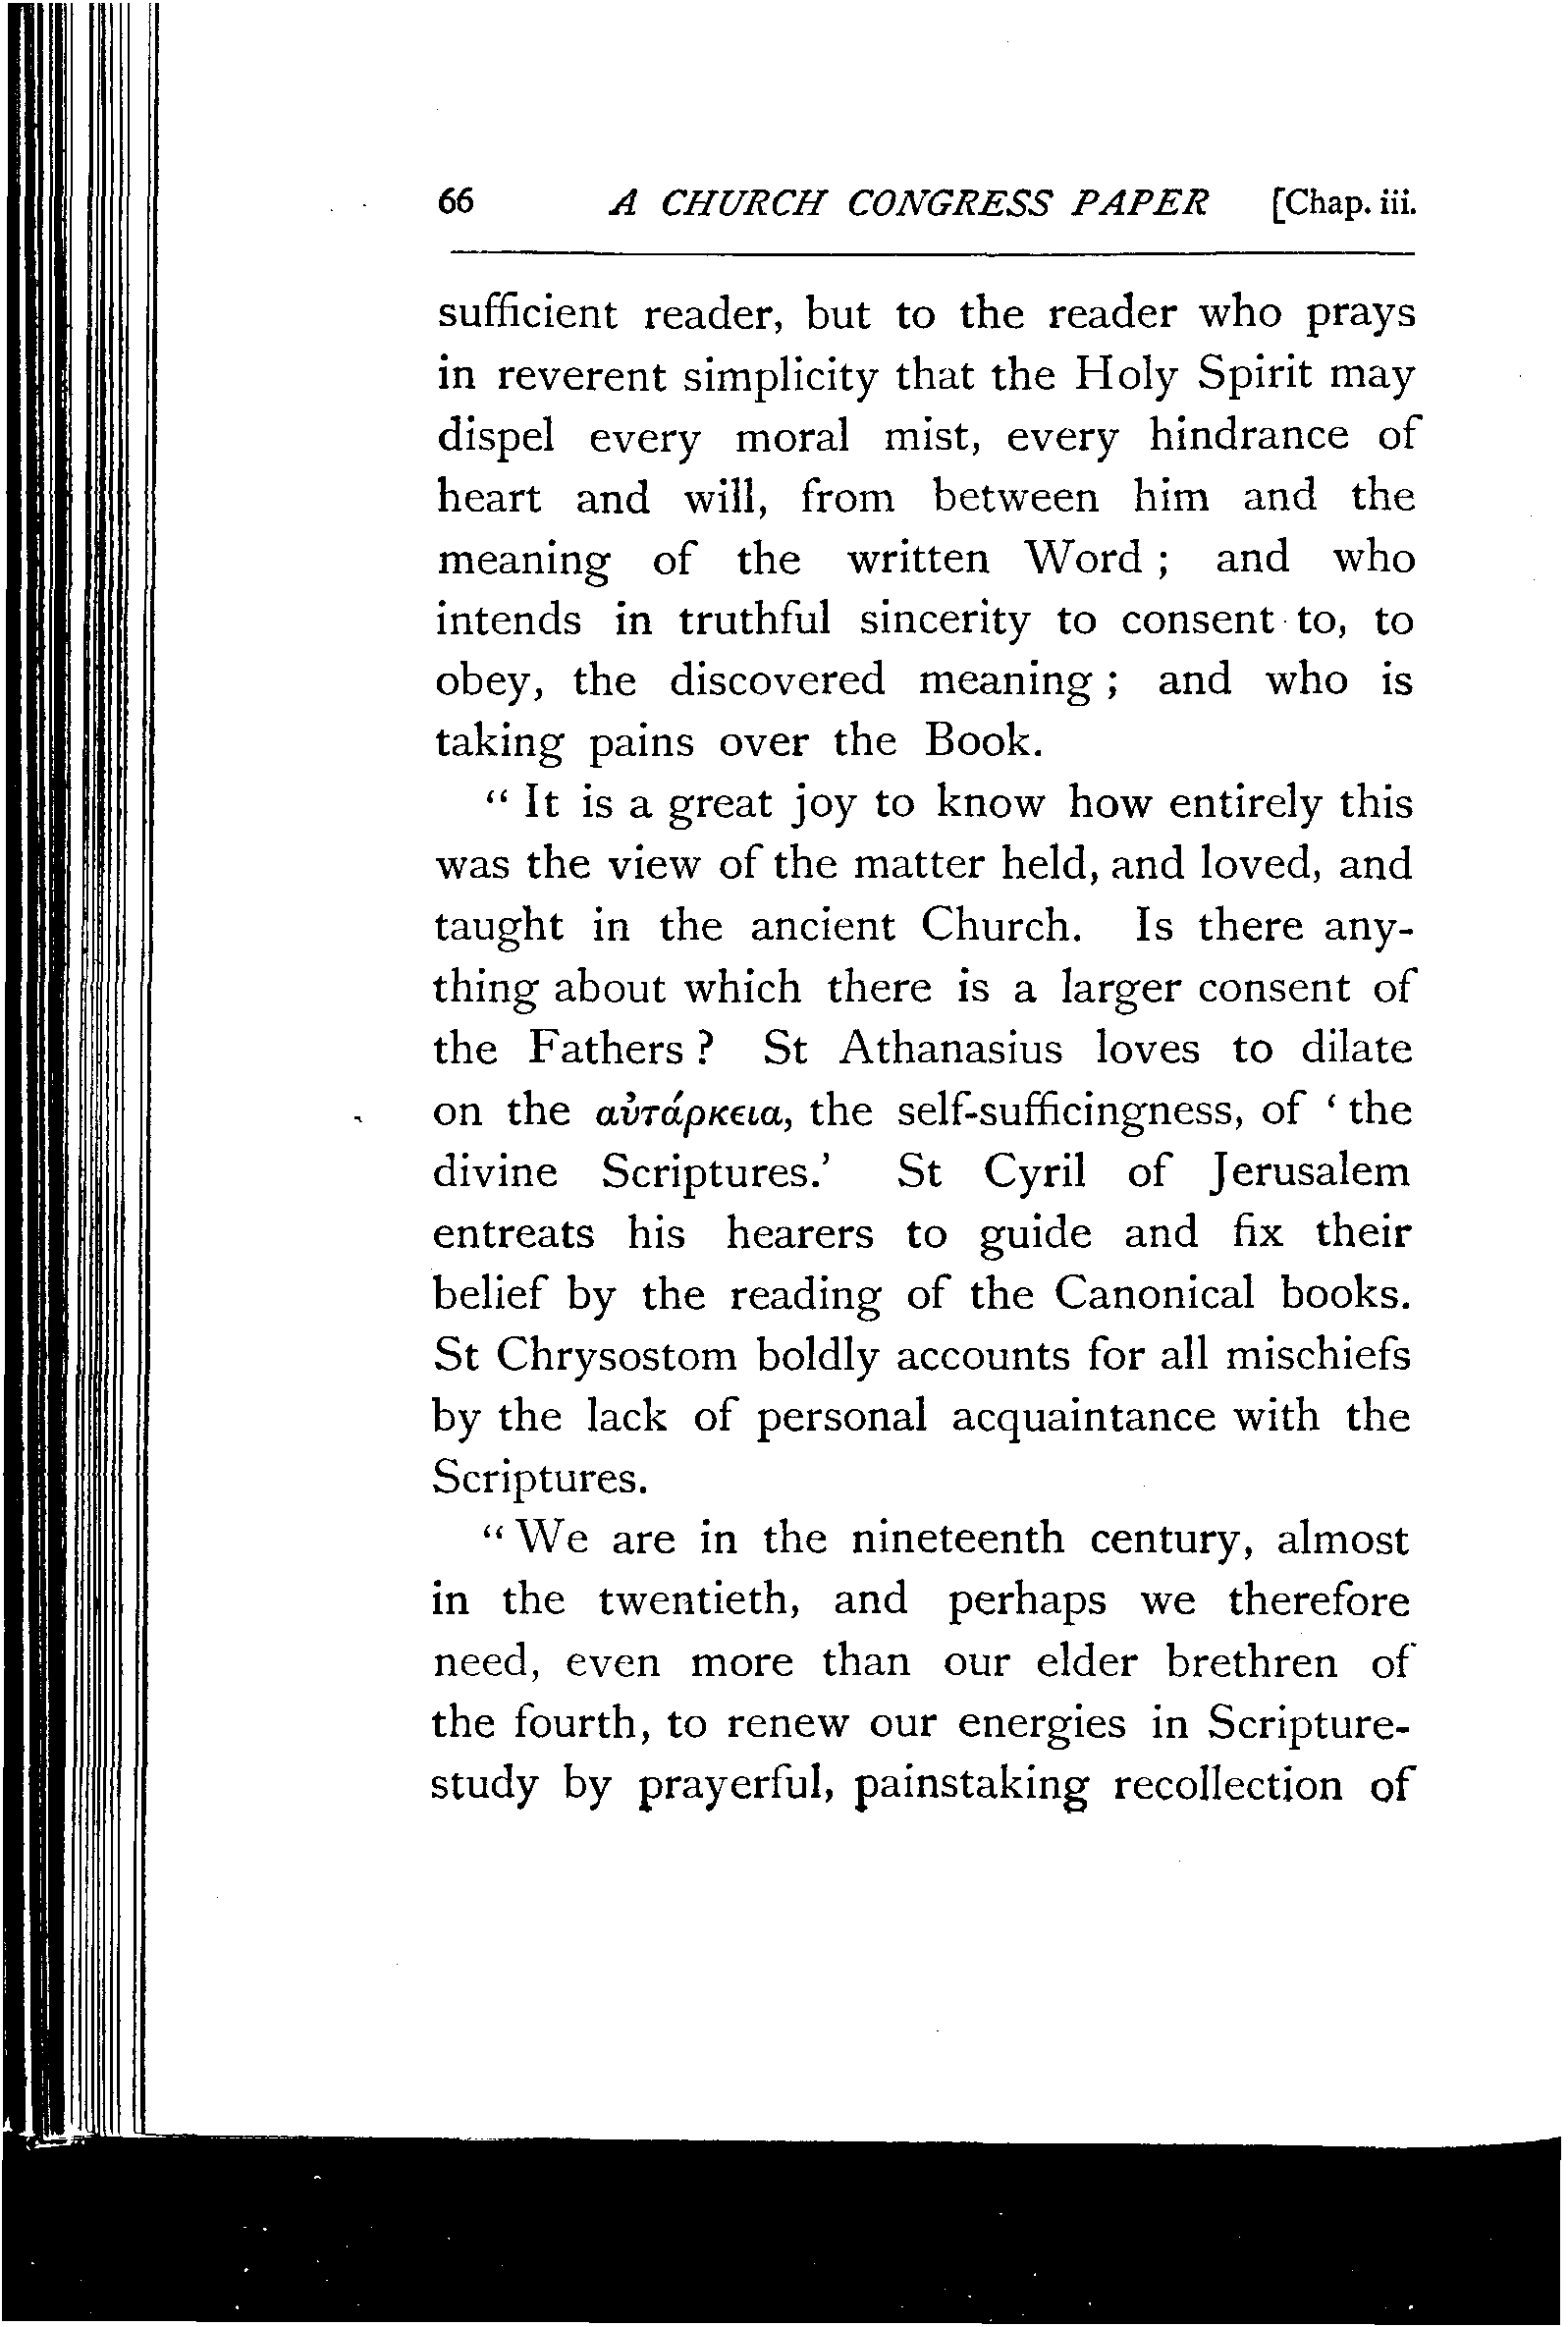 66 A CHURCH CONGRESS PAPER [Chap. iii.
sufficient reader, but to the reader who prays
in reverent simplicity that the Holy Spirit may
dispel every moral mist, every hindrance of
heart and will, from between him and the
meaning of the written Word ; and who
intends in truthful sincerity to consent to, to
obey, the discovered meaning ; and who is
taking pains over the Book.
“ It is a great joy to know how entirely this
was the view of the matter held, and loved, and
taught in the ancient Church. Is there any-
thing about which there is a larger consent of
the Fathers ? St Athanasius loves to dilate
on the αὐτάρκεια, the self-sufficingness, of ‘ the
divine Scriptures.’ St Cyril of Jerusalem
entreats his hearers to guide and fix their
belief by the reading of the Canonical books.
St Chrysostom boldly accounts for all mischiefs
by the lack of personal acquaintance with the
Scriptures.
“ We are in the nineteenth century, almost
in the twentieth, and perhaps we therefore
need, even more than our elder brethren of
the fourth, to renew our energies in Scripture-
study by prayerful, painstaking recollection of